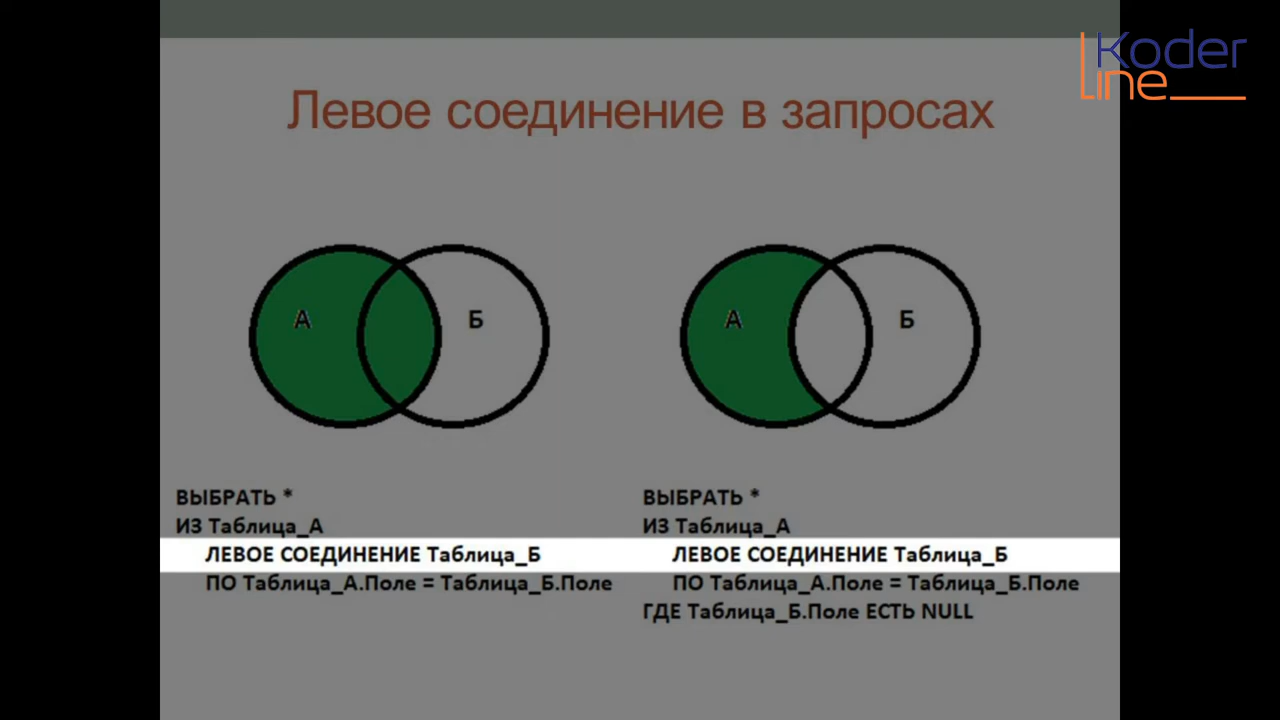 Koder
Line
Левое соединение в запросах
А
Б
А
Б
ВЫБРАТЬ *
ИЗ Таблица_А
ЛЕВОЕ СОЕДИНЕНИЕ Таблица_Б
ПО Таблица_А.Поле = Таблица_Б.Поле
ВЫБРАТЬ *
ИЗ Таблица_А
ЛЕВОЕ СОЕДИНЕНИЕ Таблица_Б
ПО Таблица_А.Поле = Таблица_Б.Поле
ГДЕ Таблица_Б.Поле ЕСТЬ NULL